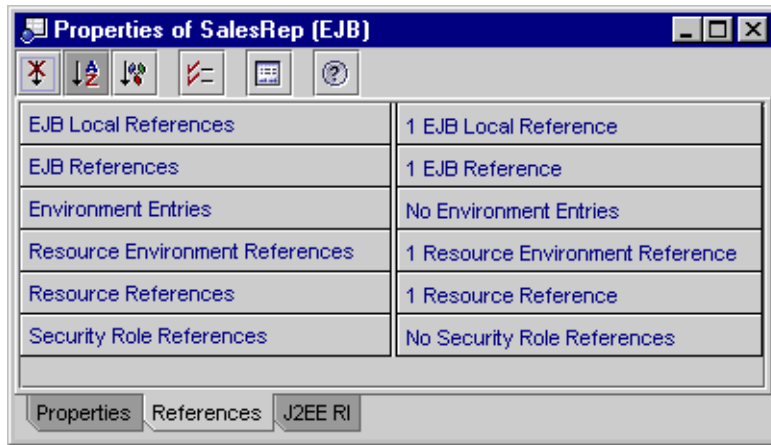 Properties of SalesRep (EJB)
EJB Local References 1 EJB Local Reference
EJB References 1 EJB Reference
Environment Entries No Environment Entries
Resource Environment References 1 Resource Environment Reference
Resource References 1 Resource Reference
Security Role References No Security Role References
Properties References J2EE RI